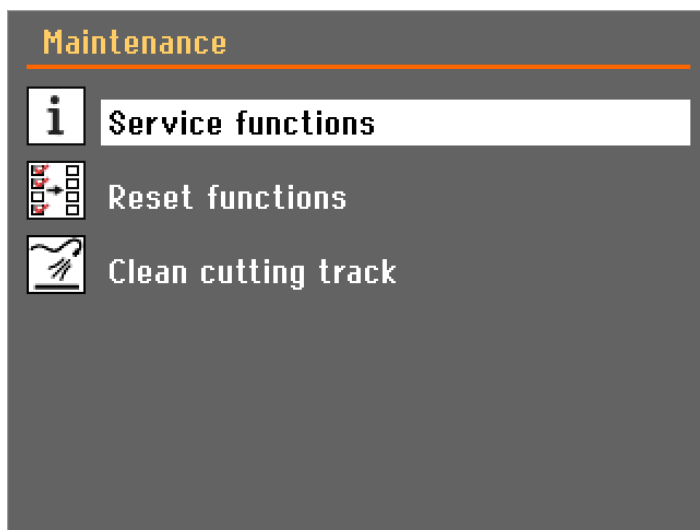 Maintenance
i
Service functions
Reset functions
Clean cutting track